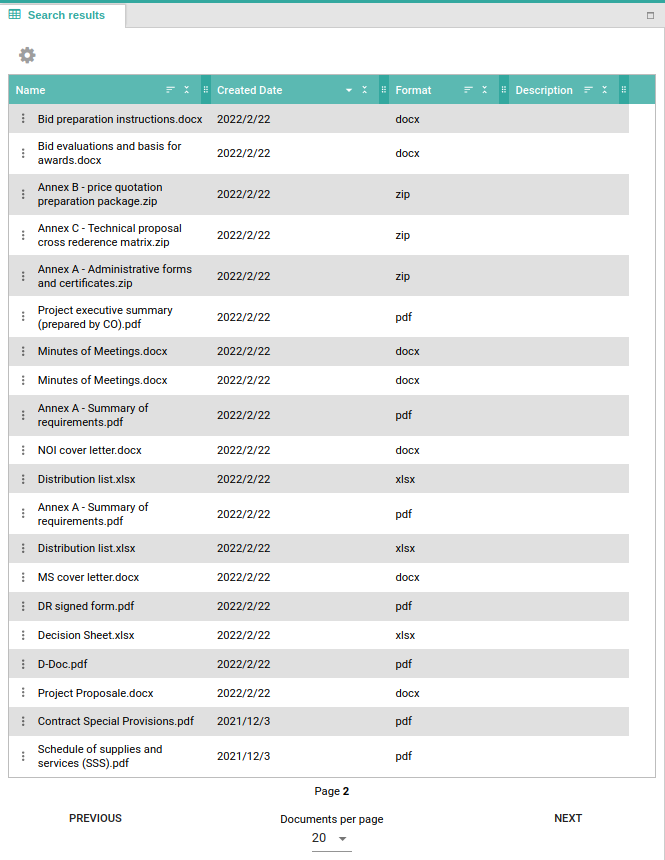 Search results
Name Created Date Format Description
Bid preparation instructions.docx 2022/2/22 docx
Bid evaluations and basis for
awards.docx 2022/2/22 docx
Annex B - price quotation
preparation package.zip 2022/2/22 zip
Annex C - Technical proposal
cross rederence matrix.zip 2022/2/22 zip
Annex A - Administrative forms
and certificates.zip 2022/2/22 zip
Project executive summary
(prepared by CO).pdf 2022/2/22 pdf
Minutes of Meetings.docx 2022/2/22 docx
Minutes of Meetings.docx 2022/2/22 docx
Annex A - Summary of
requirements.pdf 2022/2/22 pdf
NOI cover letter.docx 2022/2/22 docx
Distribution list.xlsx 2022/2/22 xlsx
Annex A - Summary of
requirements.pdf 2022/2/22 pdf
Distribution list.xlsx 2022/2/22 xlsx
MS cover letter.docx 2022/2/22 docx
DR signed form.pdf 2022/2/22 pdf
Decision Sheet.xlsx 2022/2/22 xlsx
D-Doc.pdf 2022/2/22 pdf
Project Proposale.docx 2022/2/22 docx
Contract Special Provisions.pdf 2021/12/3 pdf
Schedule of supplies and
services (SSS).pdf 2021/12/3 pdf
Page 2
PREVIOUS Documents per page NEXT
20